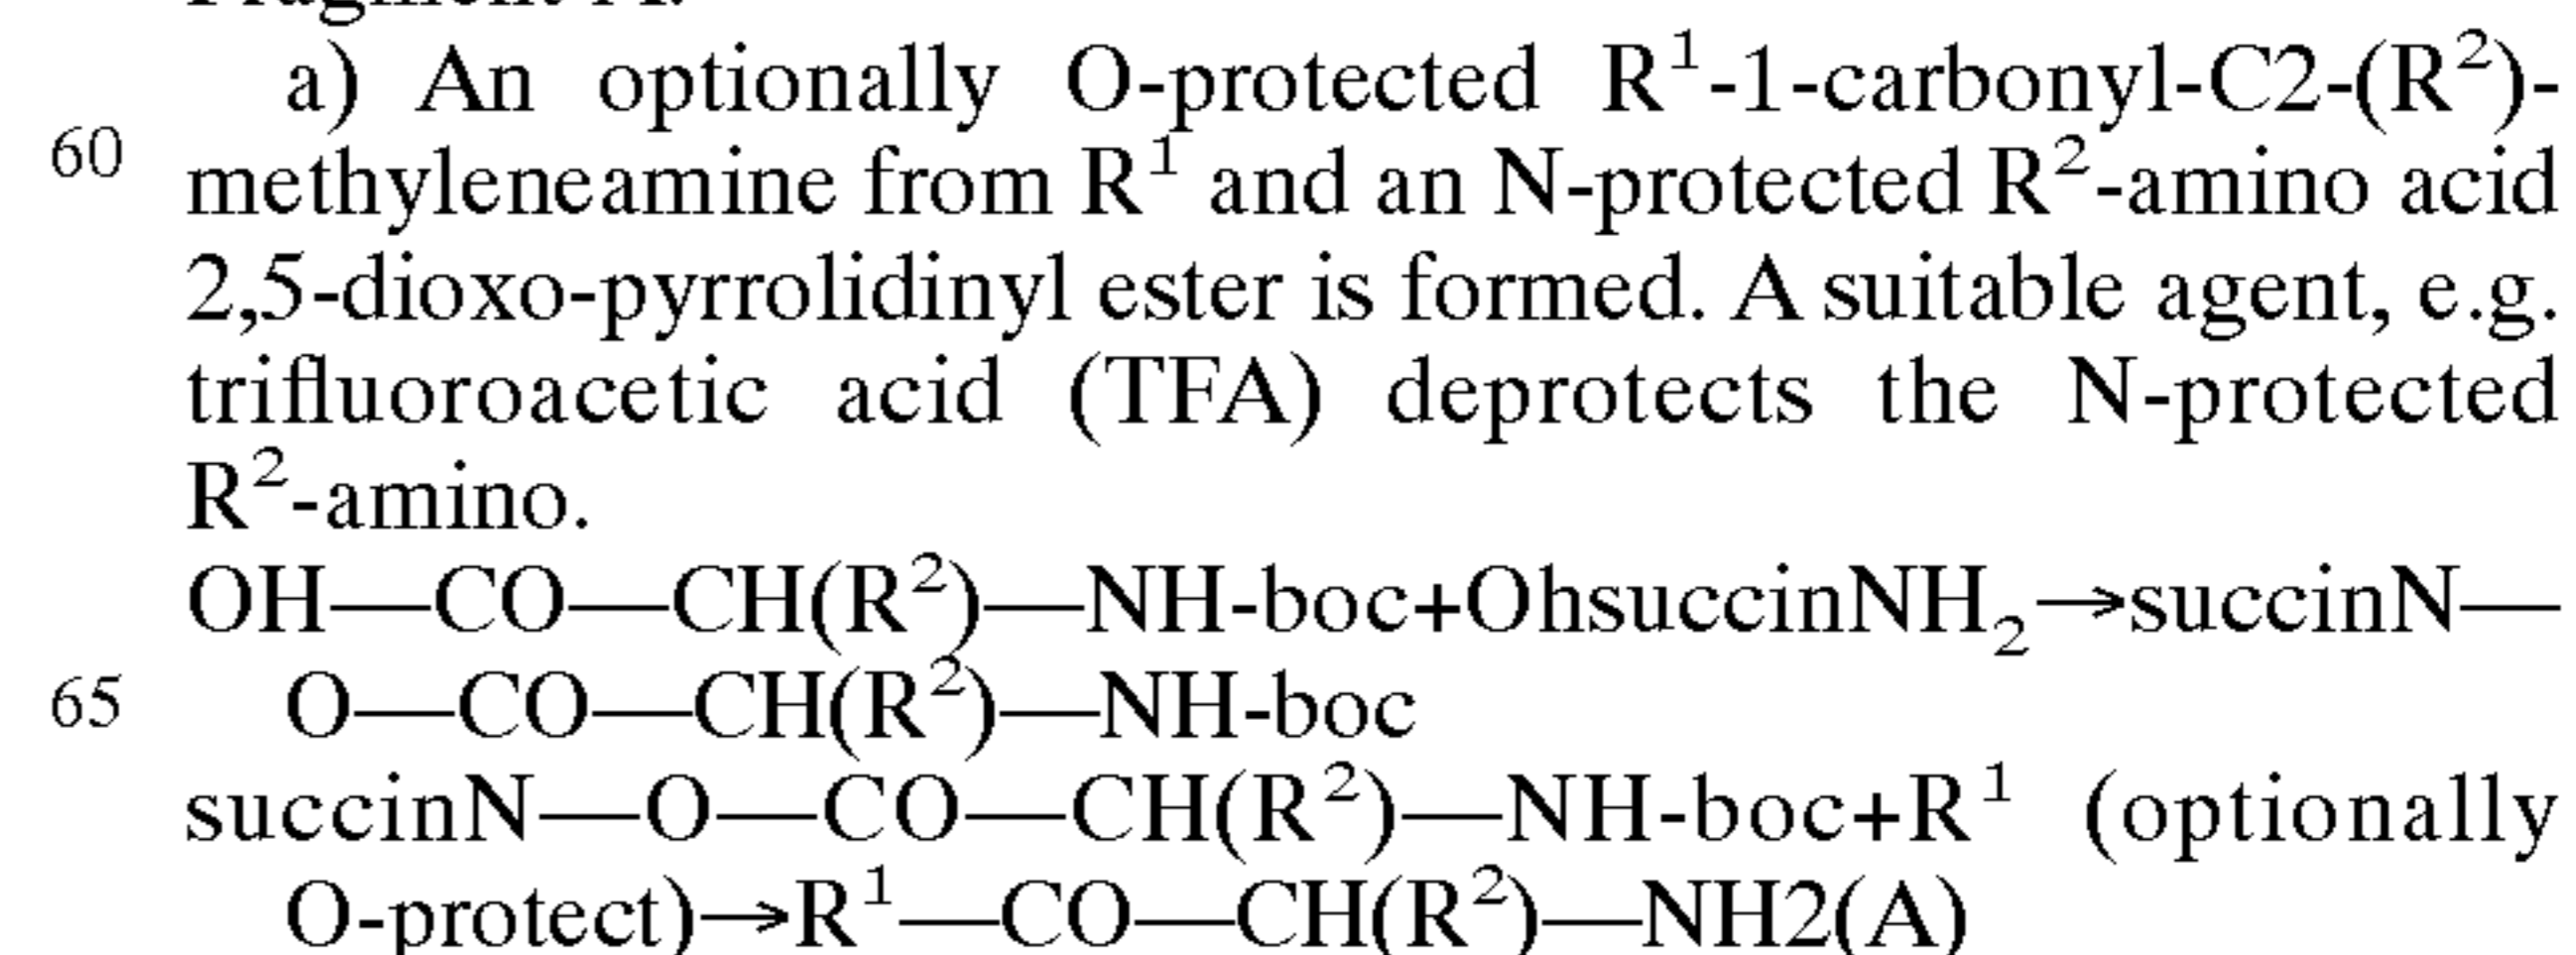 Fragment A:
a) An optionally O-protected R¹-1-carbonyl-C2-(R²)-
60 methyleneamine from R¹ and an N-protected R²-amino acid
2,5-dioxo-pyrrolidinyl ester is formed. A suitable agent, e.g.
trifluoroacetic acid (TFA) deprotects the N-protected
R²-amino.
OH—CO—CH(R²)—NH-boc+OhsuccinNH₂→succinN—
65 O—CO—CH(R²)—NH-boc
succinN—O—CO—CH(R²)—NH-boc+R¹ (optionally
O-protect)→R¹—CO—CH(R²)—NH2(A)